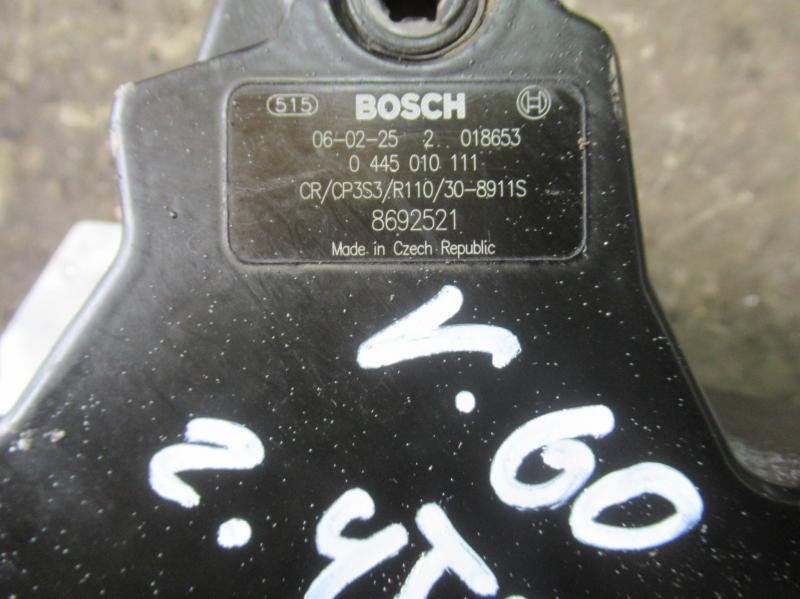 515 BOSCH
06-02-25 2 018653
0 445 010 111
CR/CP3S3/R110/30-8911S
8692521
Made in Czech Republic
V.60